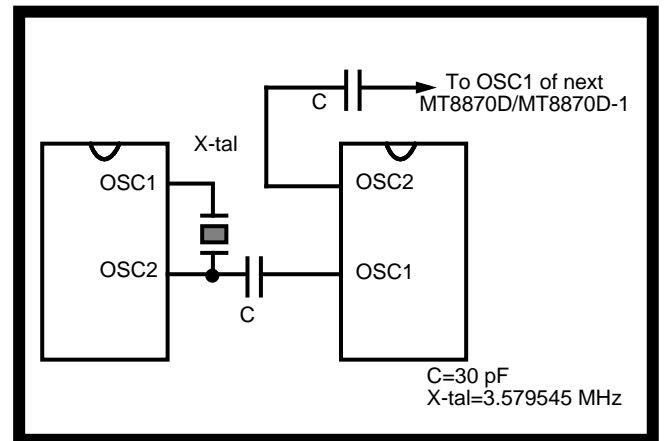 To OSC1 of next
C
MT8870D/MT8870D-1
X-tal
OSC1
OSC2
OSC2
OSC1
C
C=30 pF
X-tal=3.579545 MHz